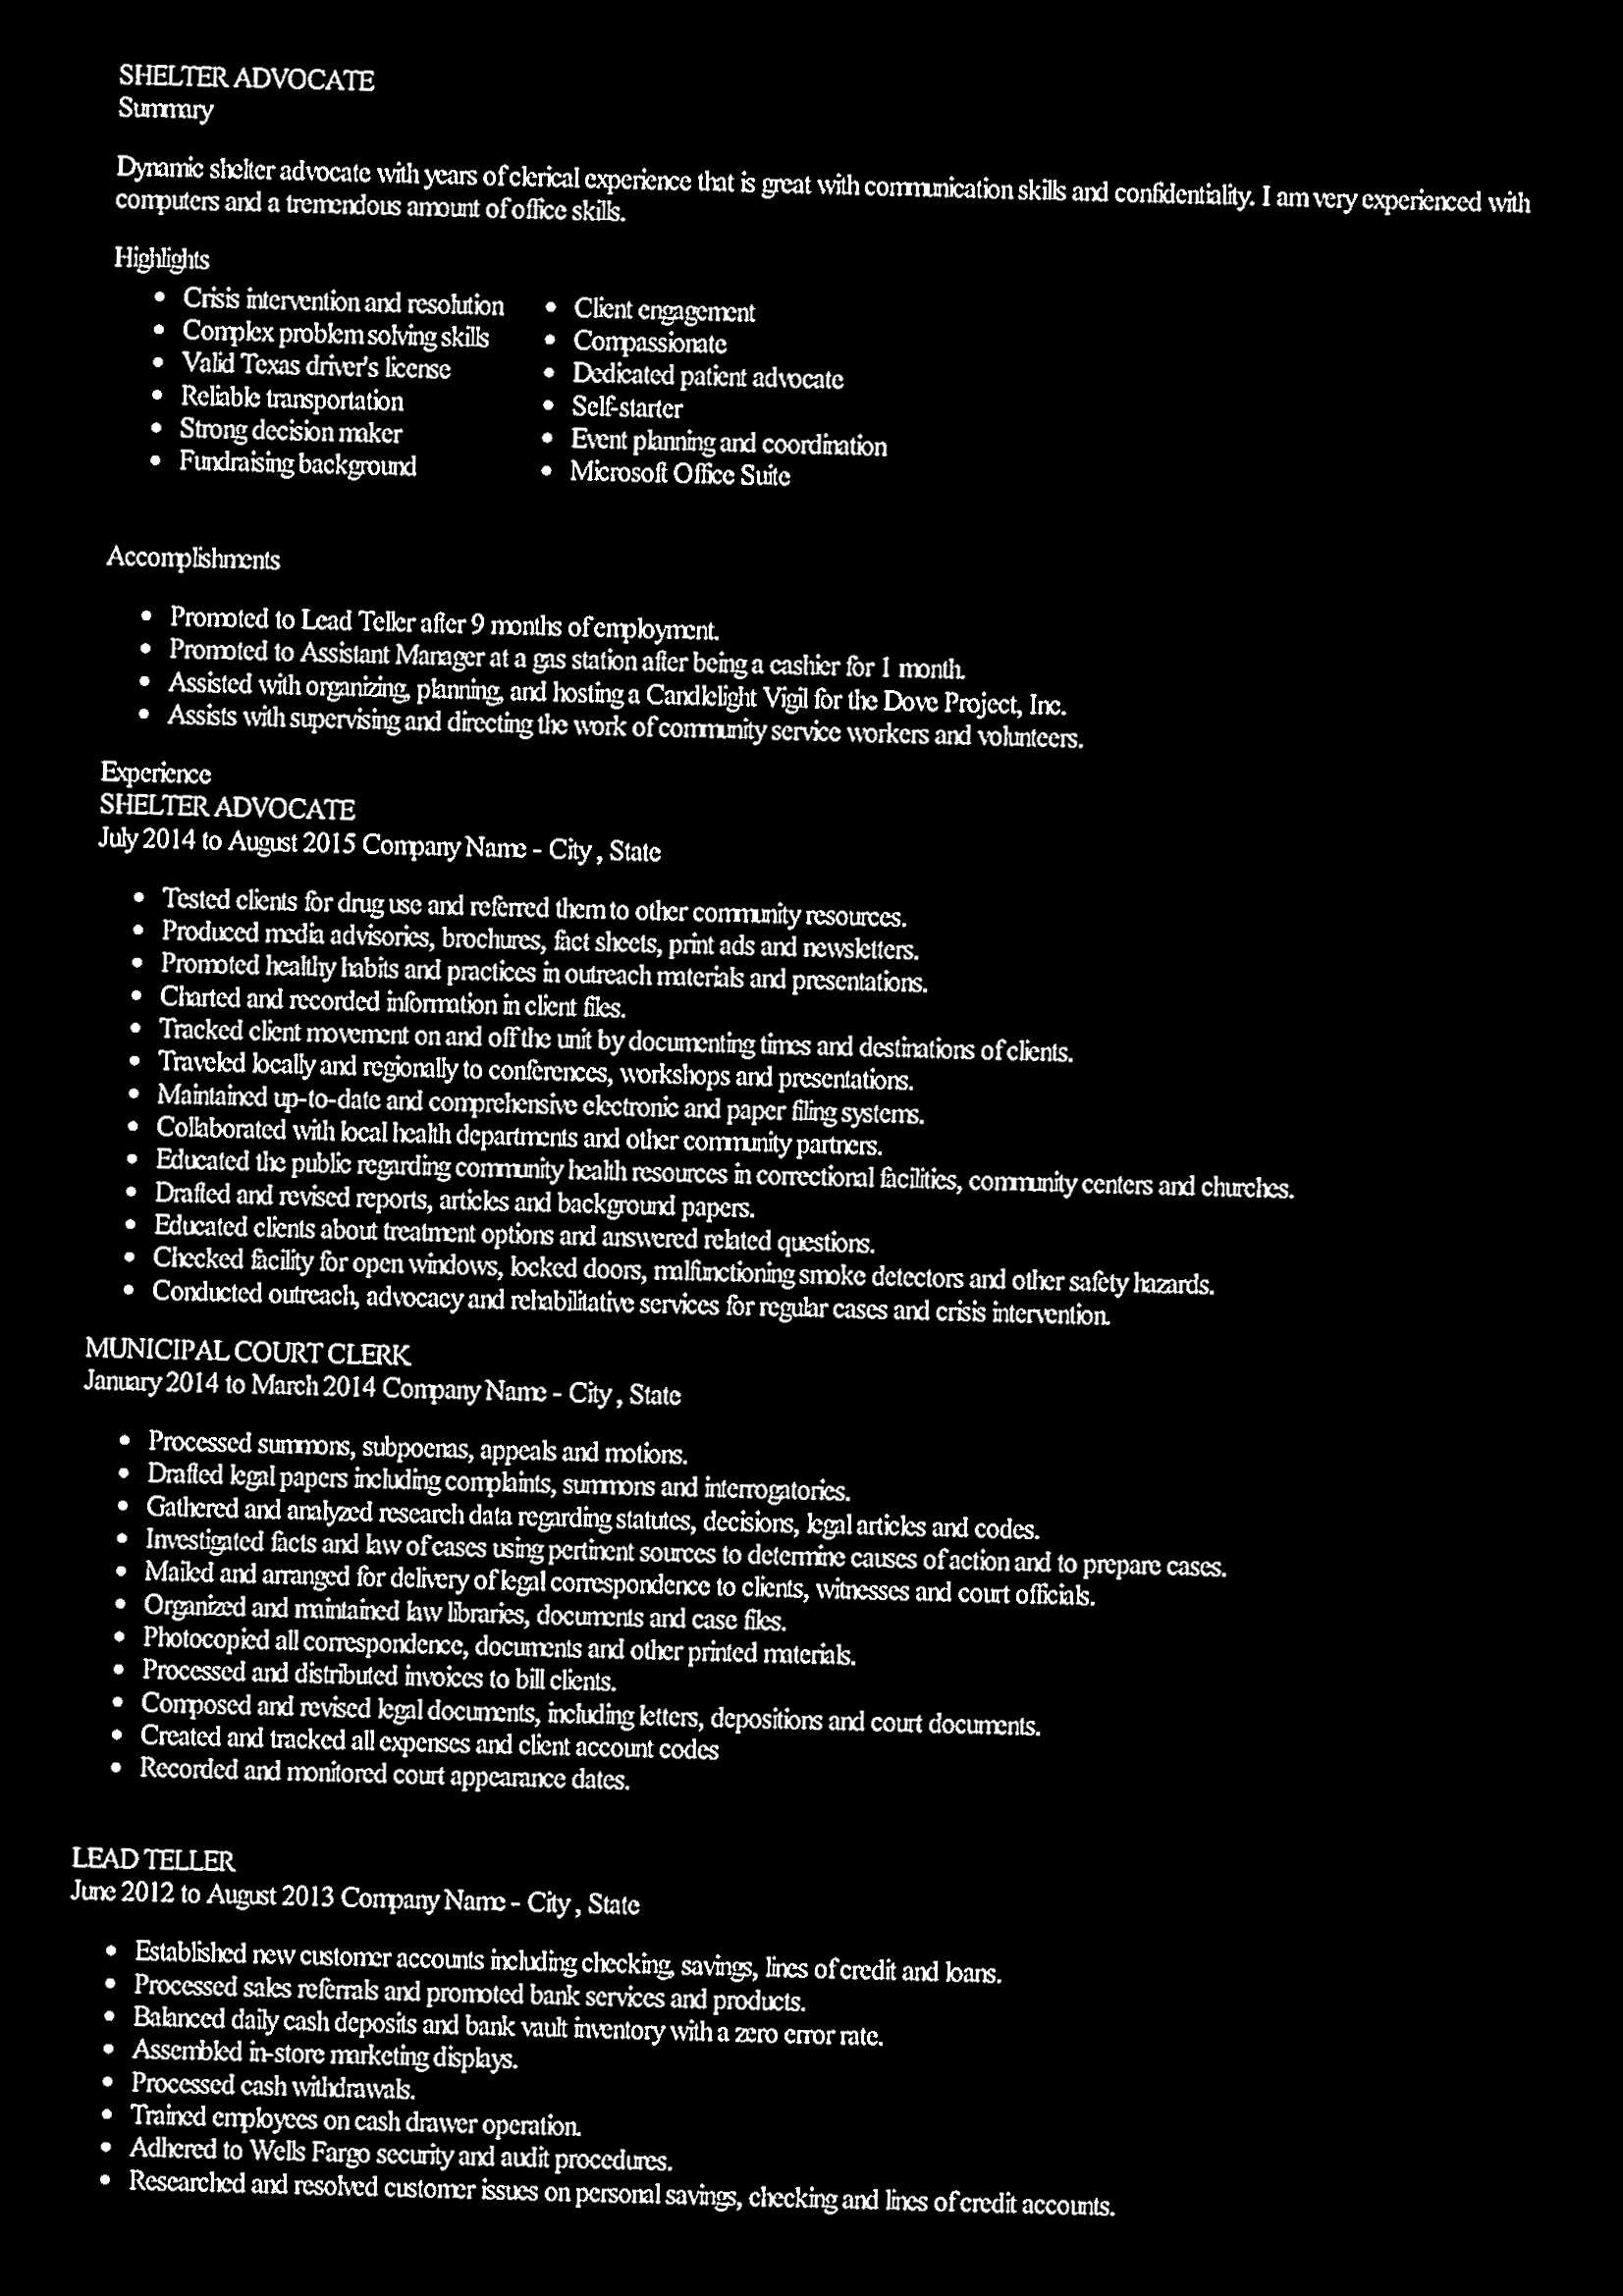 SHELTER ADVOCATE
Summary
Dynamic shelter advocate with years of clerical experience that is great with communication skills and confidentiality. I am very experienced with
computers and a tremendous amount of office skills.
Highlights
• Crisis intervention and resolution
• Complex problem solving skills
• Valid Texas driver's license
• Reliable transportation
• Strong decision maker
• Fundraising background
• Client engagement
• Compassionate
• Dedicated patient advocate
• Self-starter
• Event planning and coordination
• Microsoft Office Suite
Accomplishments
• Promoted to Lead Teller after 9 months of employment.
• Promoted to Assistant Manager at a gas station after being a cashier for 1 month.
• Assisted with organizing, planning, and hosting a Candlelight Vigil for the Dove Project, Inc.
• Assists with supervising and directing the work of community service workers and volunteers.
Experience
SHELTER ADVOCATE
July 2014 to August 2015 Company Name - City , State
• Tested clients for drug use and referred them to other community resources.
• Produced media advisories, brochures, fact sheets, print ads and newsletters.
• Promoted healthy habits and practices in outreach materials and presentations.
• Charted and recorded information in client files.
• Tracked client movement on and off the unit by documenting times and destinations of clients.
• Traveled locally and regionally to conferences, workshops and presentations.
• Maintained up-to-date and comprehensive electronic and paper filing systems.
• Collaborated with local health departments and other community partners.
• Educated the public regarding community health resources in correctional facilities, community centers and churches.
• Drafted and revised reports, articles and background papers.
• Educated clients about treatment options and answered related questions.
• Checked facility for open windows, locked doors, malfunctioning smoke detectors and other safety hazards.
• Conducted outreach, advocacy and rehabilitative services for regular cases and crisis intervention.
MUNICIPAL COURT CLERK
January 2014 to March 2014 Company Name - City , State
• Processed summons, subpoenas, appeals and motions.
• Drafted legal papers including complaints, summons and interrogatories.
• Gathered and analyzed research data regarding statutes, decisions, legal articles and codes.
• Investigated facts and law of cases using pertinent sources to determine causes of action and to prepare cases.
• Mailed and arranged for delivery of legal correspondence to clients, witnesses and court officials.
• Organized and maintained law libraries, documents and case files.
• Photocopied all correspondence, documents and other printed materials.
• Processed and distributed invoices to bill clients.
• Composed and revised legal documents, including letters, depositions and court documents.
• Created and tracked all expenses and client account codes
• Recorded and monitored court appearance dates.
LEAD TELLER
June 2012 to August 2013 Company Name - City , State
• Established new customer accounts including checking, savings, lines of credit and loans.
• Processed sales referrals and promoted bank services and products.
• Balanced daily cash deposits and bank vault inventory with a zero error rate.
• Assembled in-store marketing displays.
• Processed cash withdrawals.
• Trained employees on cash drawer operation.
• Adhered to Wells Fargo security and audit procedures.
• Researched and resolved customer issues on personal savings, checking and lines of credit accounts.